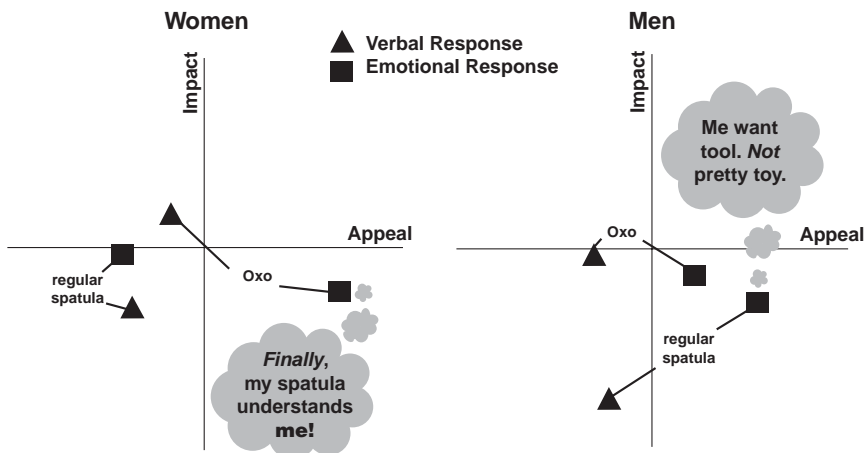 Women
Men
Verbal Response
Emotional Response
Impact
Impact
Me want
tool. Not
pretty toy.
Appeal
Oxo
Appeal
regular
spatula
Oxo
regular
spatula
Finally,
my spatula
understands
me!